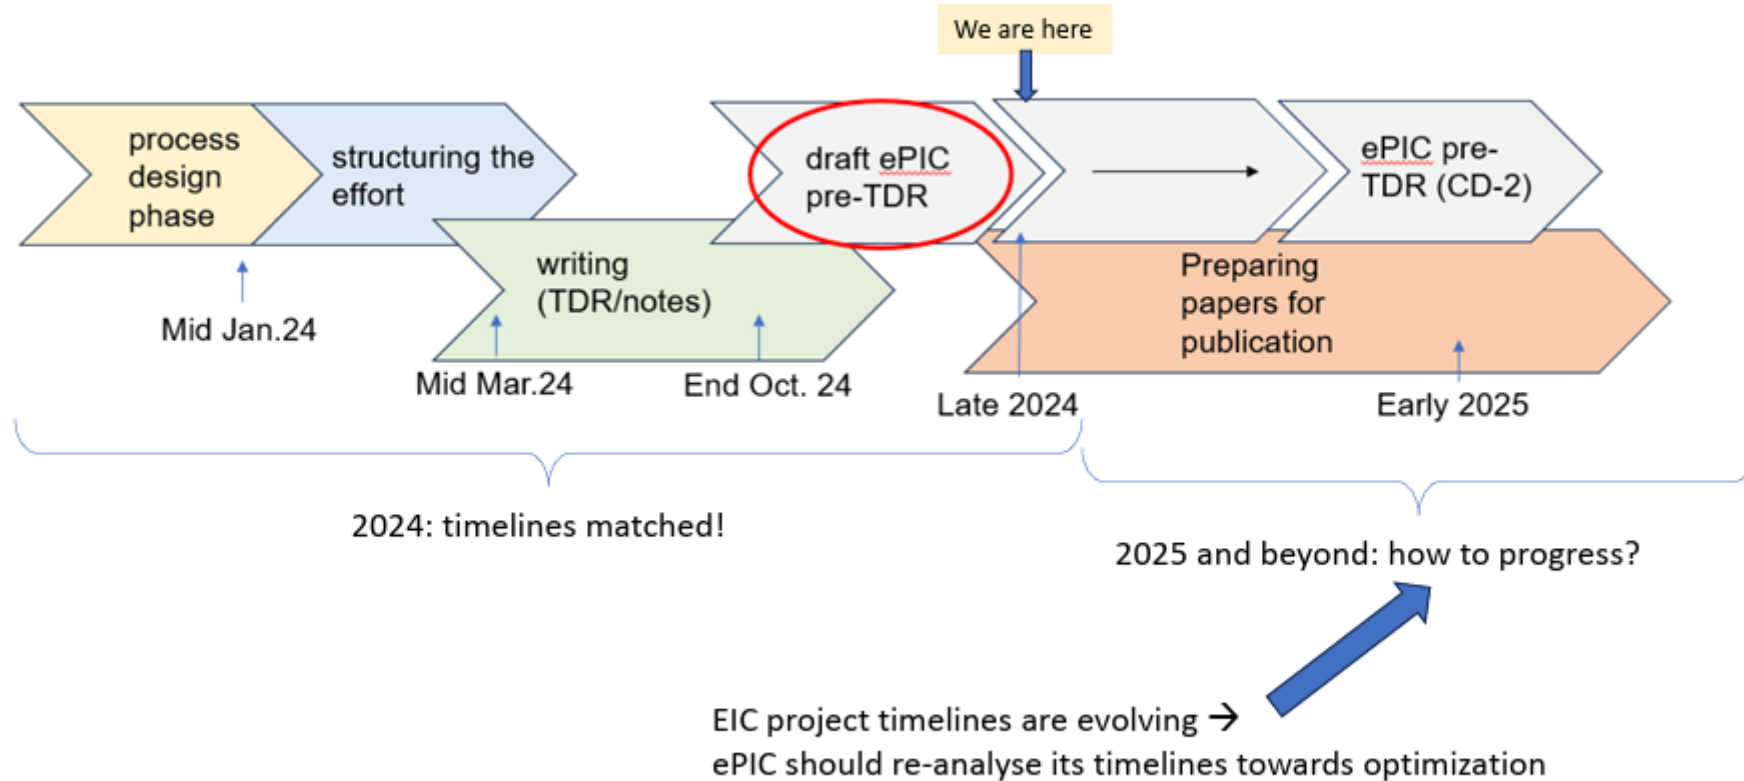 We are here
process
design
phase
structuring the
effort
draft ePIC
pre-TDR
ePIC pre-
TDR (CD-2)
writing
(TDR/notes)
Preparing
papers for
publication
Mid Jan.24
Mid Mar.24
End Oct. 24
Late 2024
Early 2025
2024: timelines matched!
2025 and beyond: how to progress?
EIC project timelines are evolving →
ePIC should re-analyse its timelines towards optimization